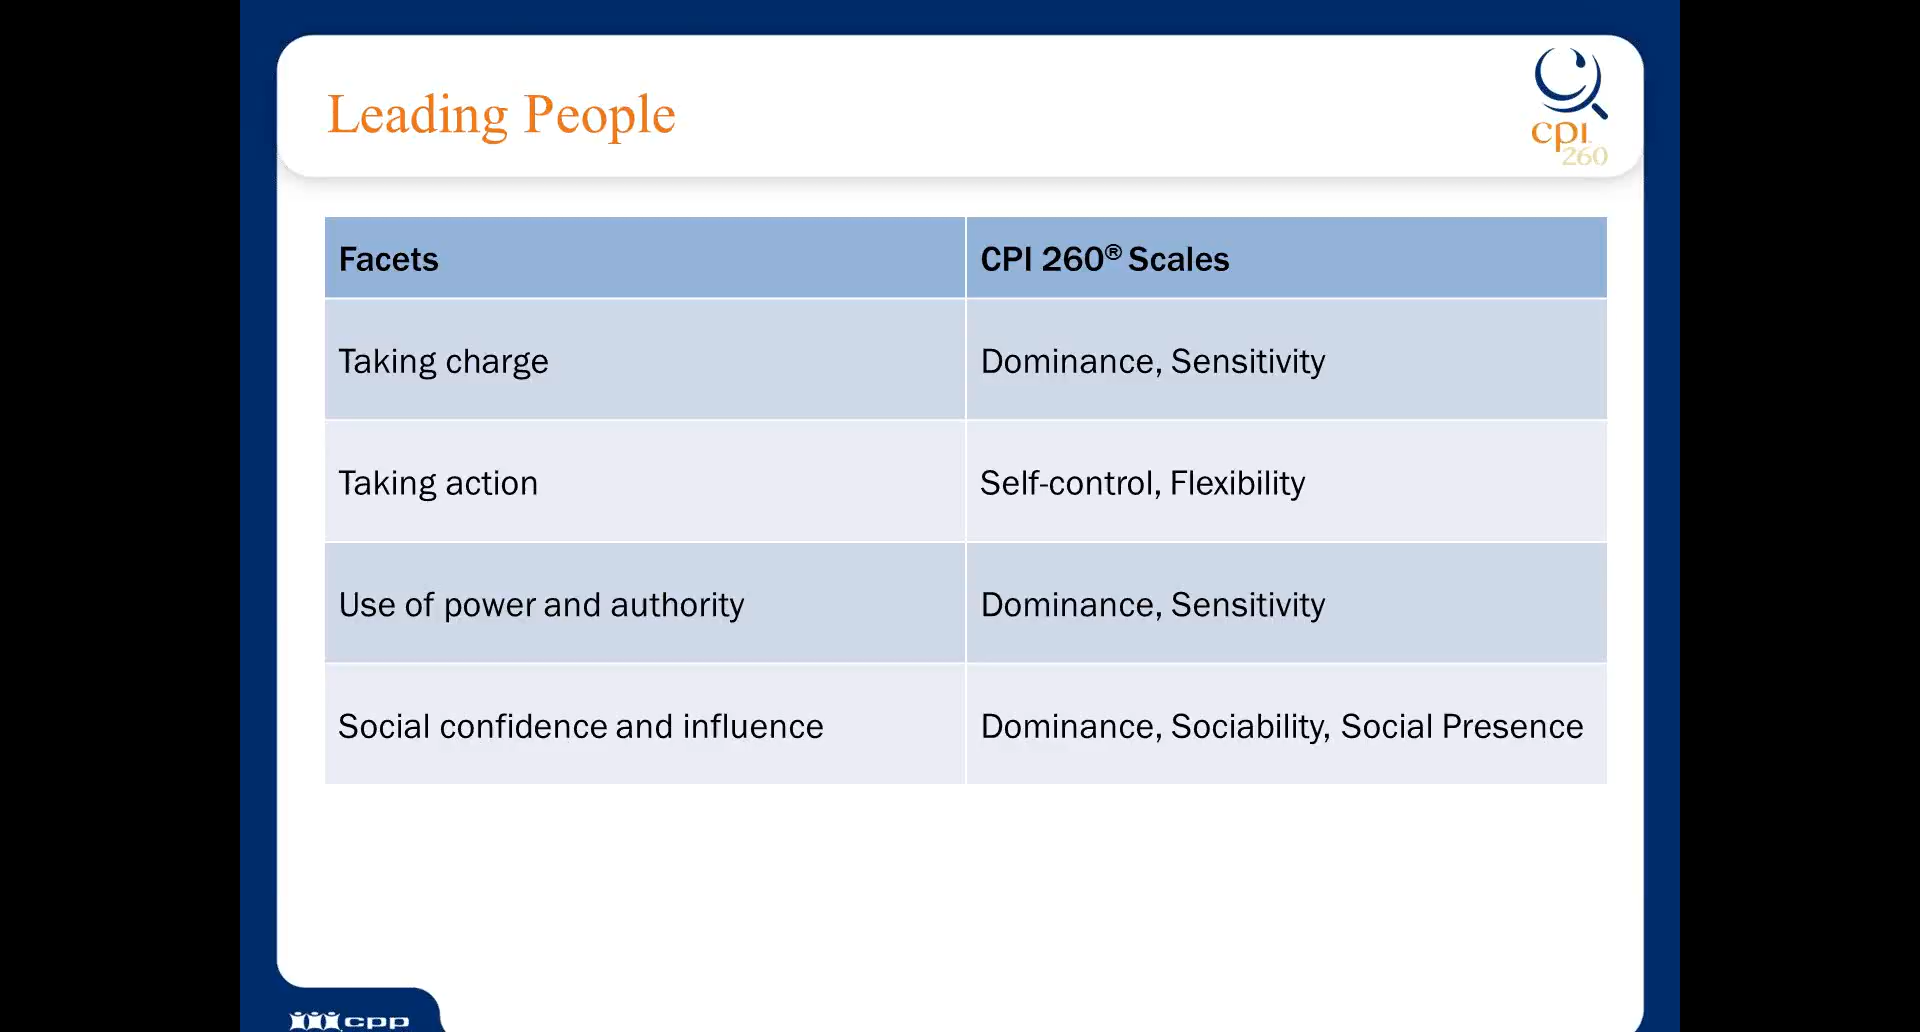 Leading People
cpi
260
Facets
CPI 260® Scales
Taking charge
Dominance, Sensitivity
Taking action
Self-control, Flexibility
Use of power and authority
Dominance, Sensitivity
Social confidence and influence
Dominance, Sociability, Social Presence
cpp